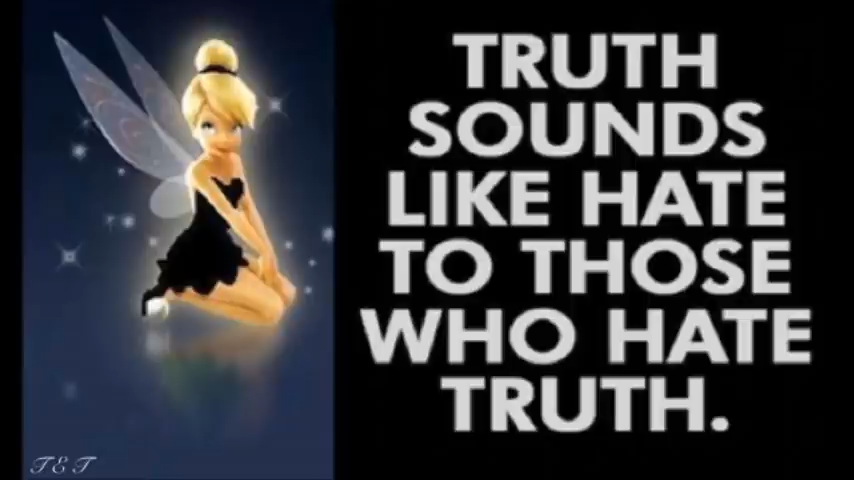 TRUTH
SOUNDS
LIKE HATE
TO THOSE
WHO HATE
TRUTH.
T&T